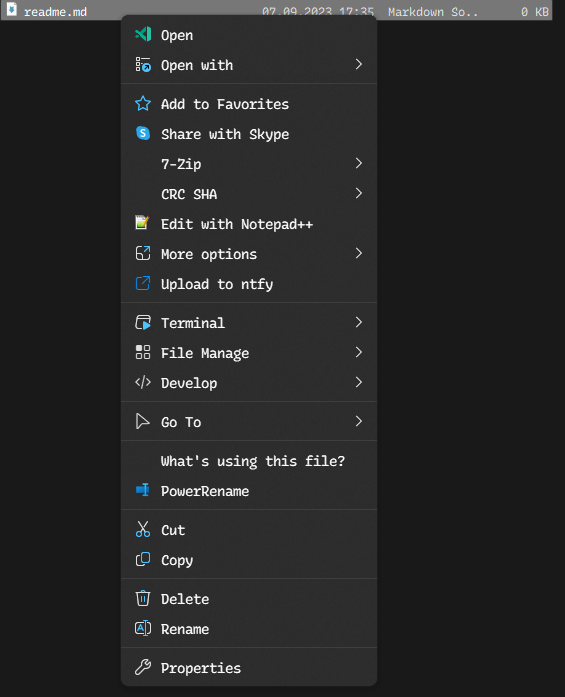 readme.md 07.09.2023 17:35 Markdown So.. 0 KB
Open
Open with
Add to Favorites
Share with Skype
7-Zip
CRC SHA
Edit with Notepad++
More options
Upload to ntfy
Terminal
File Manage
Develop
Go To
What's using this file?
PowerRename
Cut
Copy
Delete
Rename
Properties